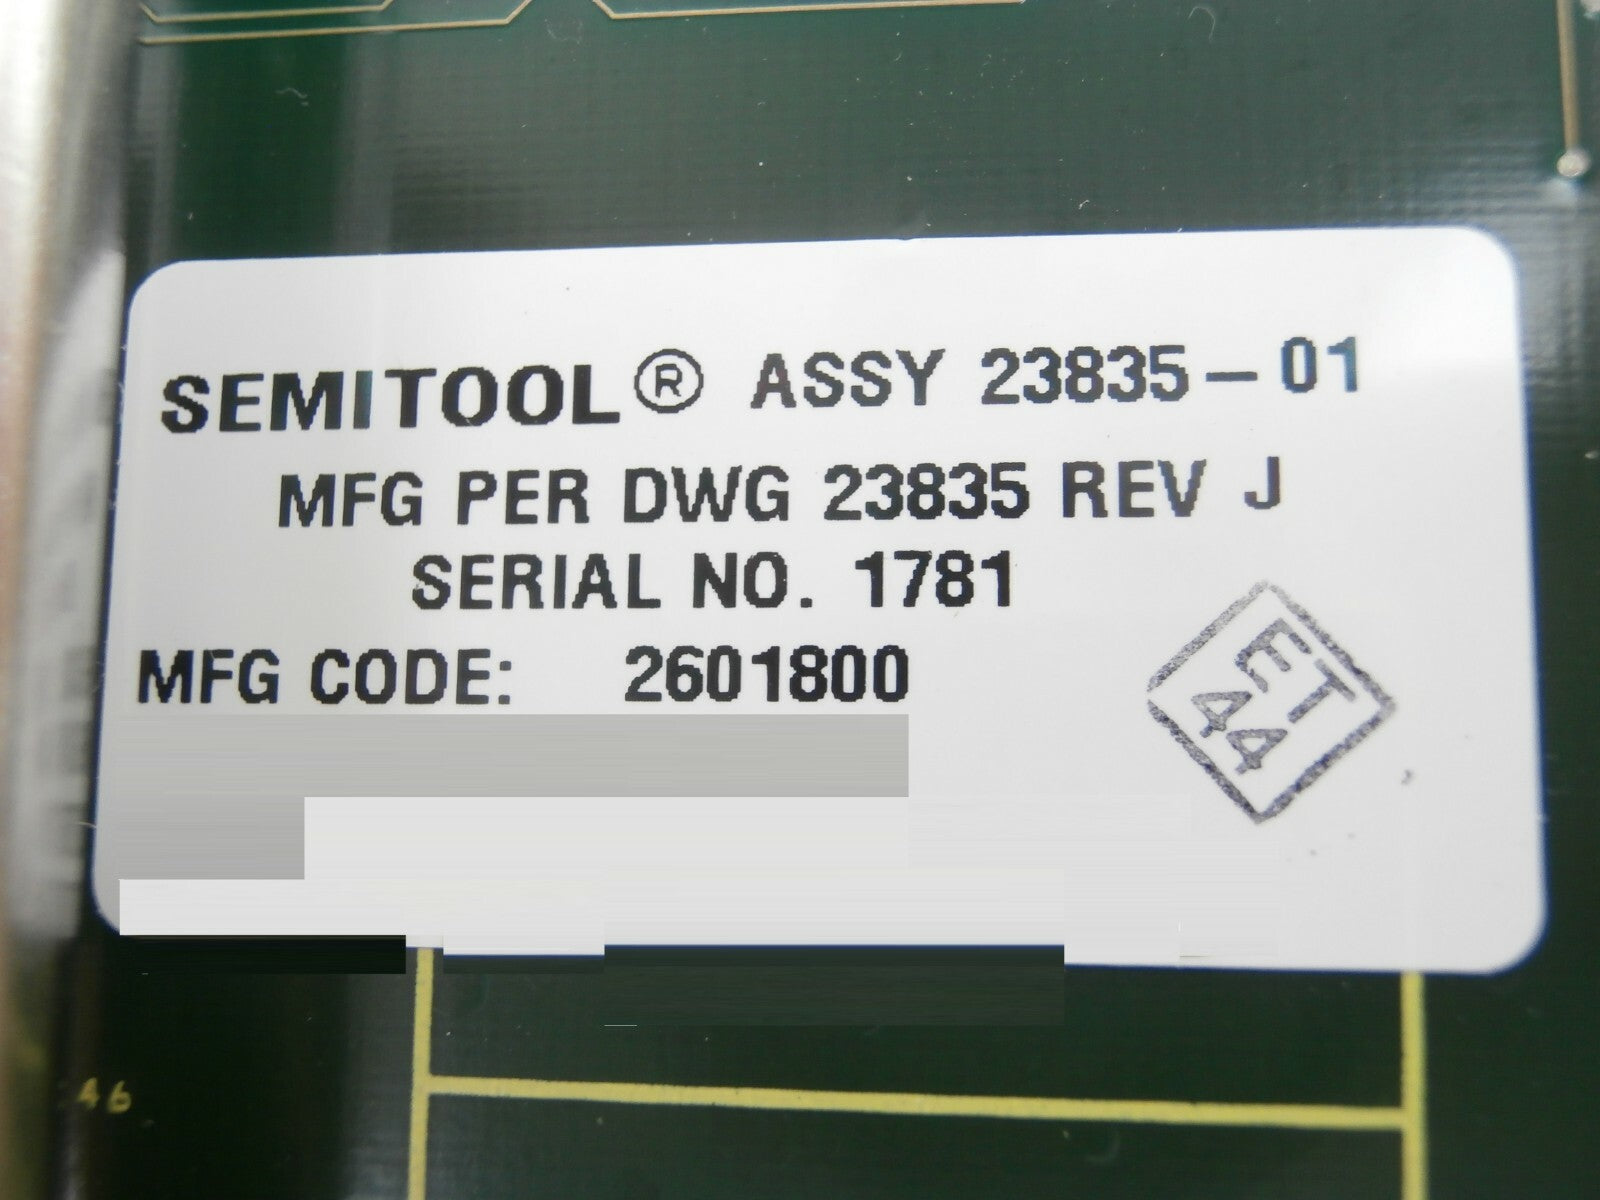 SEMITOOL® ASSY 23835-01
MFG PER DWG 23835 REV J
SERIAL NO. 1781
MFG CODE: 2601800
ET
44
46